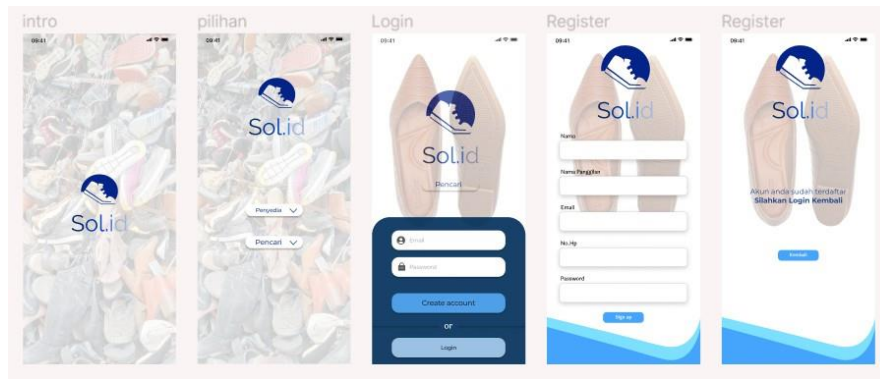 intro
pilihan
Login
Register
Register
09:41
09:41
09:41
09:41
09:41
Sol.id
Sol.id
Penyedia
Pencari
Sol.id
Pencari
Email
Password
Create account
or
Login
Sol.id
Name
Name Panggilan
Email
No.Hp
Password
Sign up
Sol.id
Akun anda sudah terdaftar
Silahkan Login Kembali
Kembali